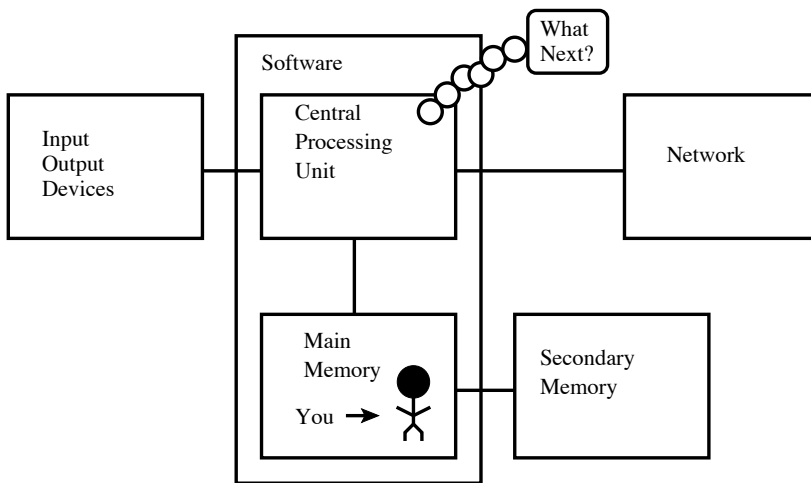 What
Next?
Software
Input
Output
Devices
Central
Processing
Unit
Network
Main
Memory
You
Secondary
Memory